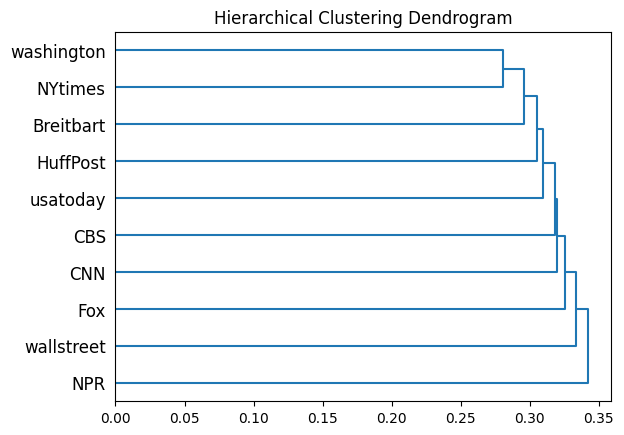 Hierarchical Clustering Dendrogram
washington
NYtimes
Breitbart
HuffPost
usatoday
CBS
CNN
Fox
wallstreet
NPR
0.00 0.05 0.10 0.15 0.20 0.25 0.30 0.35